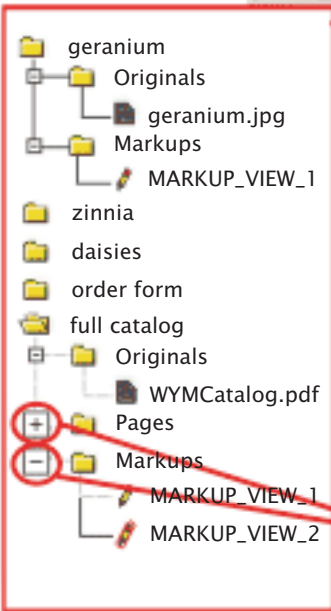 geranium
Originals
geranium.jpg
Markups
MARKUP_VIEW_1
zinnia
daisies
order form
full catalog
Originals
WYMCatalog.pdf
Pages
Markups
MARKUP_VIEW_1
MARKUP_VIEW_2